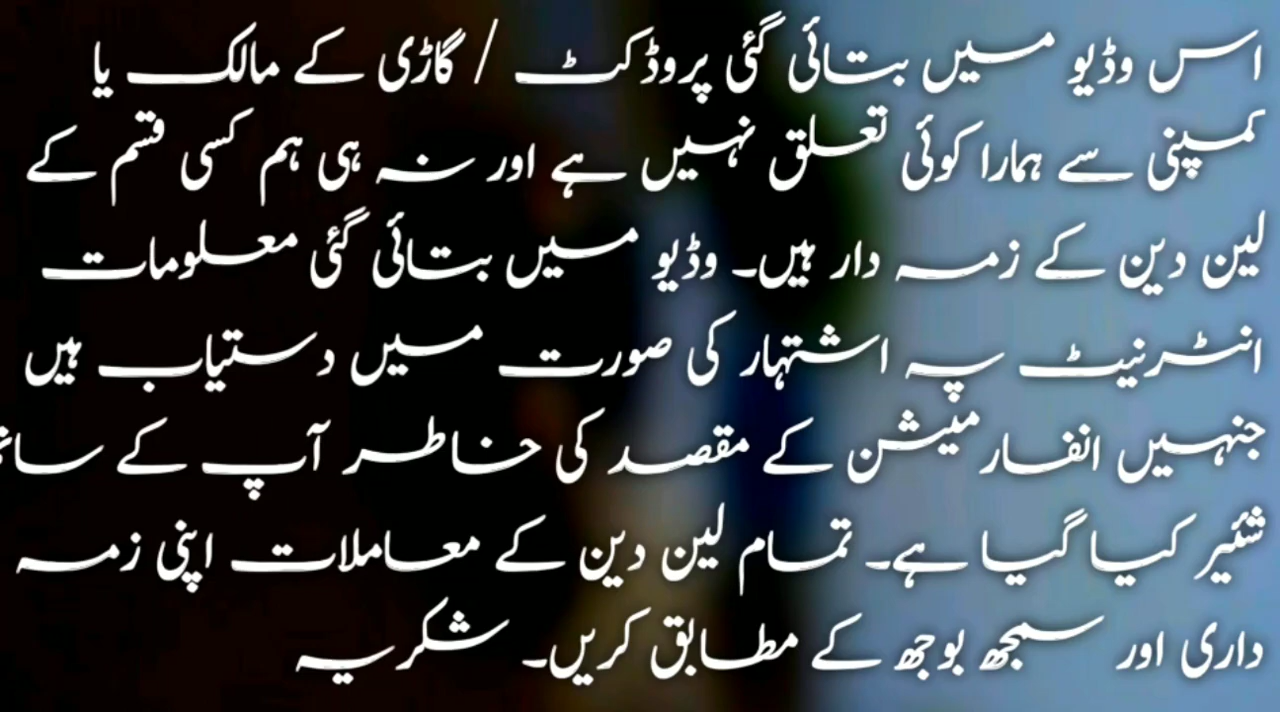 اس وڈیو میں بتائی گئی پروڈکٹ / گاڑی کے مالک یا
کمپنی سے ہمارا کوئی تعلق نہیں ہے اور نہ ہی ہم کسی قسم کے
لین دین کے زمہ دار ہیں۔ وڈیو میں بتائی گئی معلومات
انٹرنیٹ پہ اشتہار کی صورت میں دستیاب ہیں
جنہیں انفارمیشن کے مقصد کی خاطر آپ کے
شئیر کیا گیا ہے۔ تمام لین دین کے معاملات اپنی زمہ
داری اور سمجھ بوجھ کے مطابق کریں۔ شکریہ